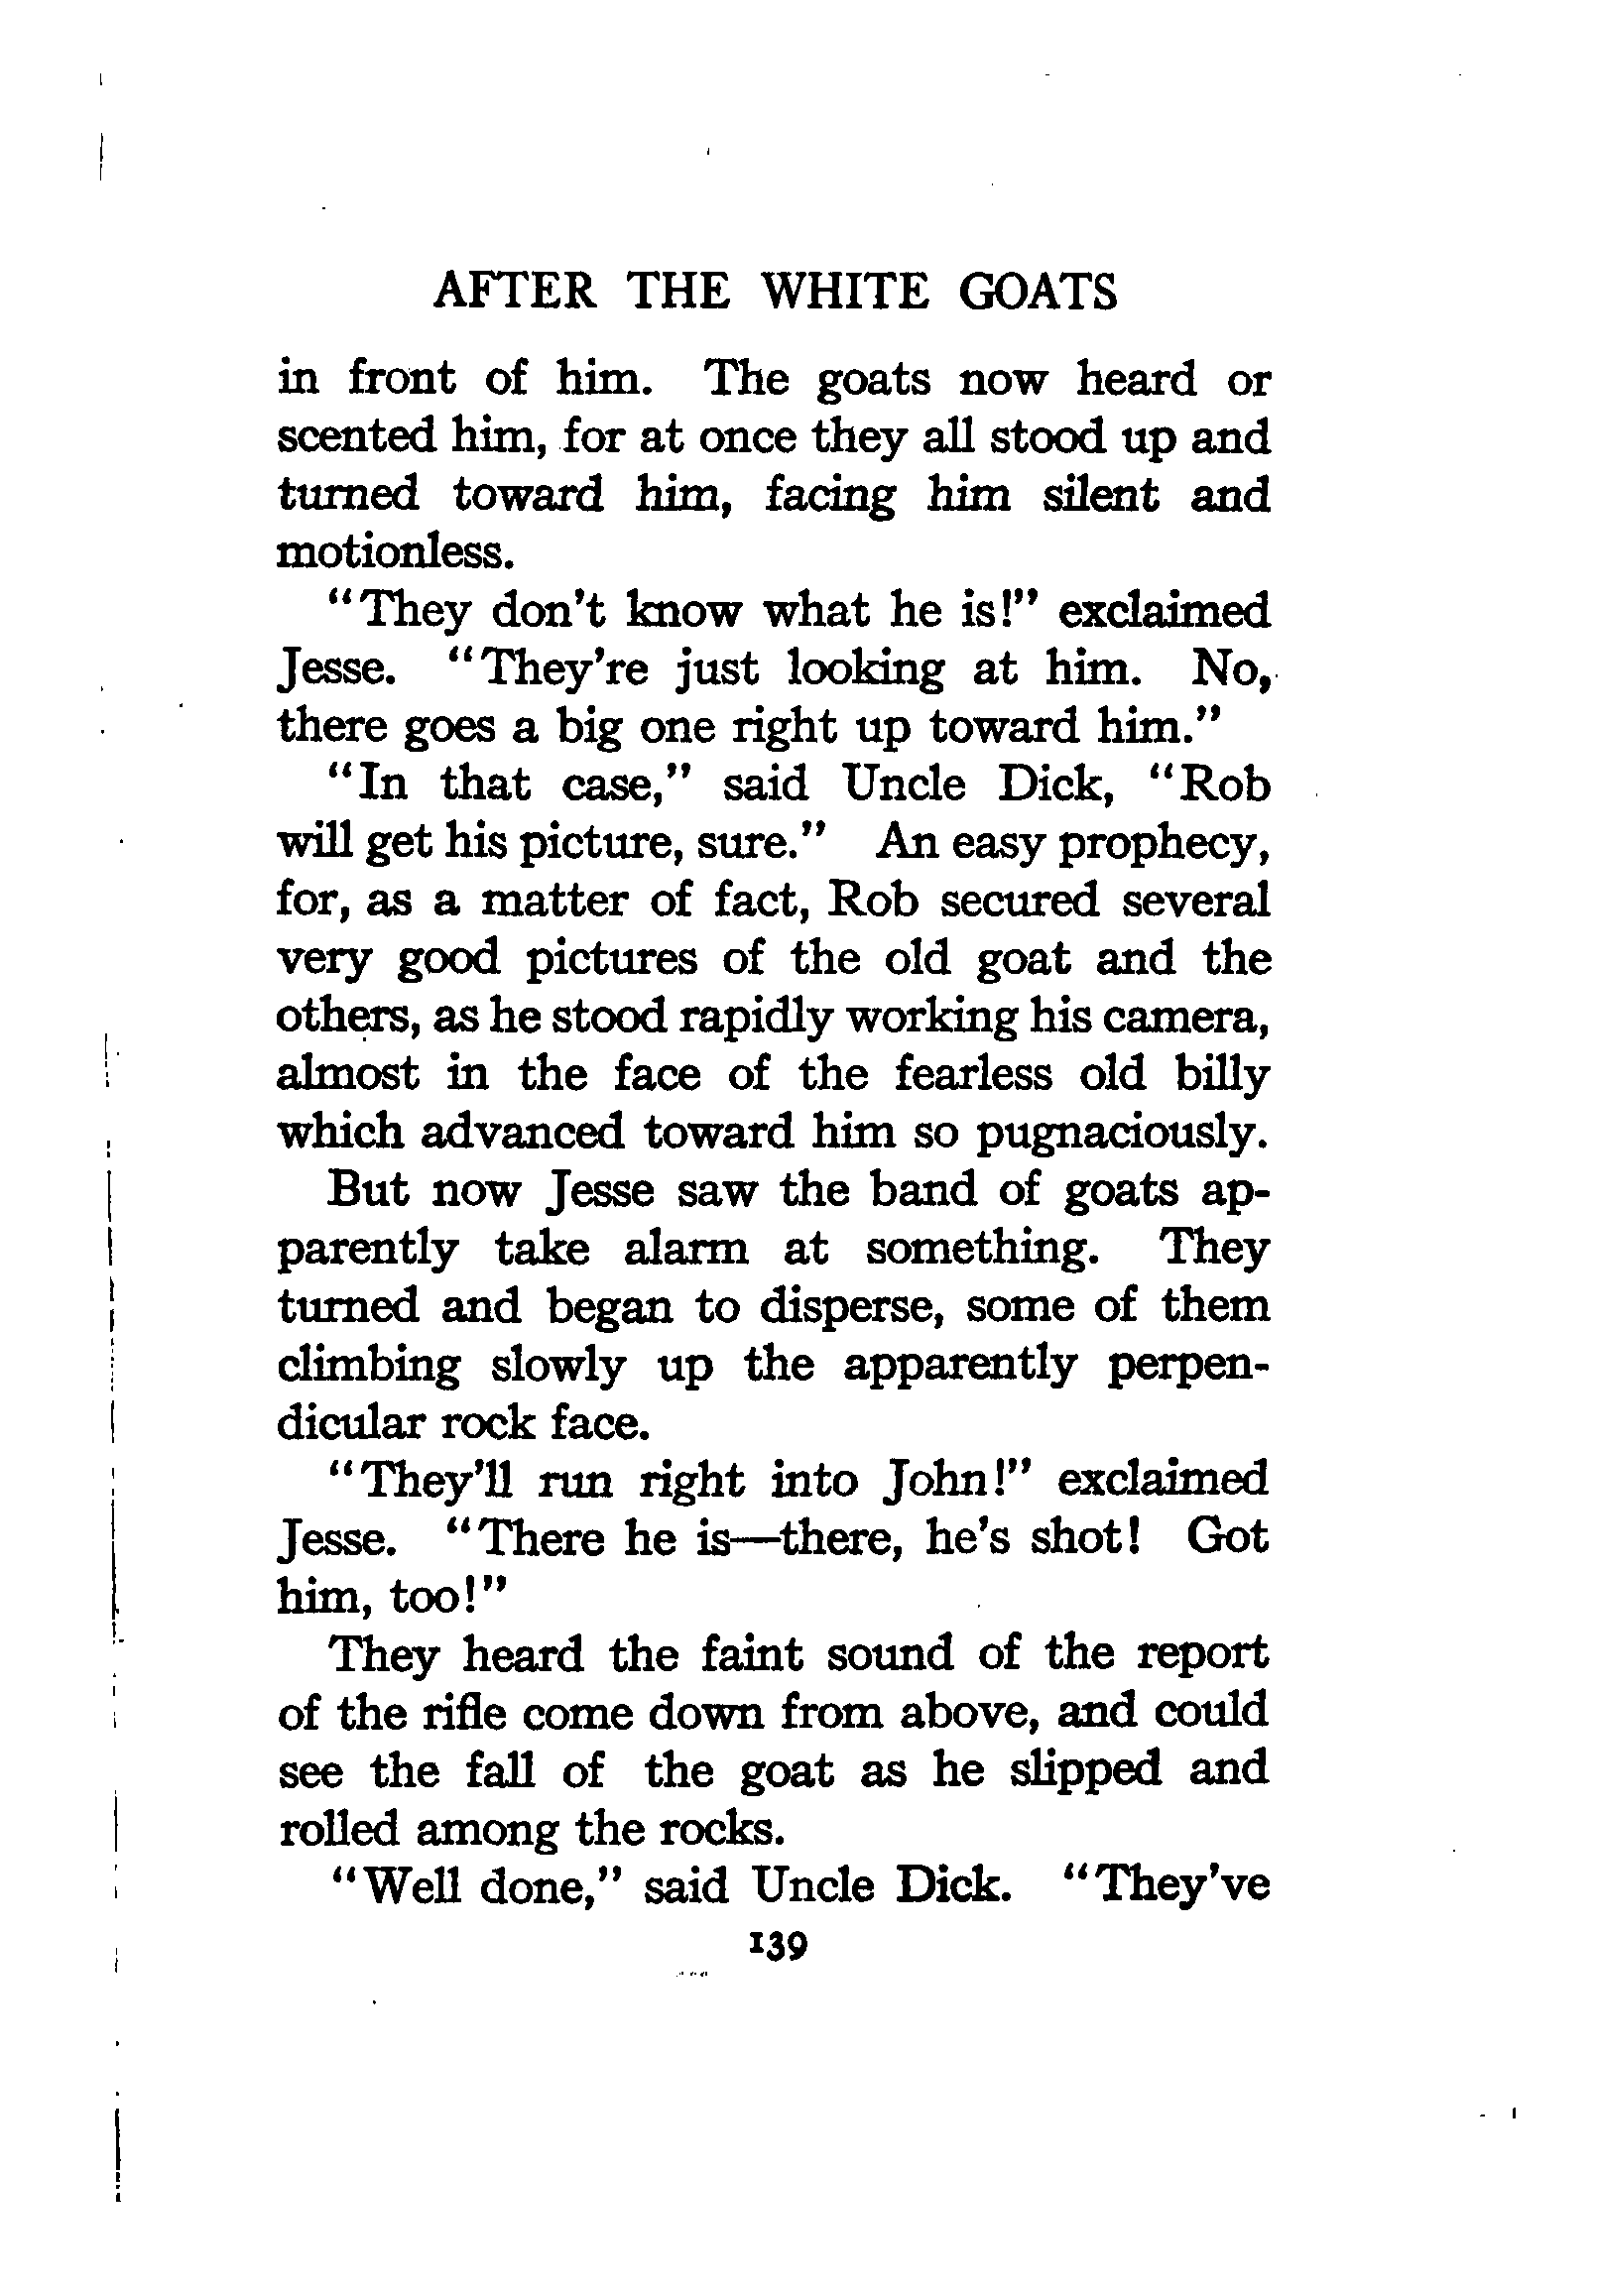 AFTER THE WHITE GOATS
in front of him. The goats now heard or
scented him, for at once they all stood up and
turned toward him, facing him silent and
motionless.
"They don't know what he is!" exclaimed
Jesse. "They're just looking at him. No,
there goes a big one right up toward him."
"In that case," said Uncle Dick, "Rob
will get his picture, sure." An easy prophecy,
for, as a matter of fact, Rob secured several
very good pictures of the old goat and the
others, as he stood rapidly working his camera,
almost in the face of the fearless old billy
which advanced toward him so pugnaciously.
But now Jesse saw the band of goats ap-
parently take alarm at something. They
turned and began to disperse, some of them
climbing slowly up the apparently perpen-
dicular rock face.
"They'll run right into John!" exclaimed
Jesse. "There he is—there, he's shot! Got
him, too!"
They heard the faint sound of the report
of the rifle come down from above, and could
see the fall of the goat as he slipped and
rolled among the rocks.
"Well done," said Uncle Dick. "They've
139